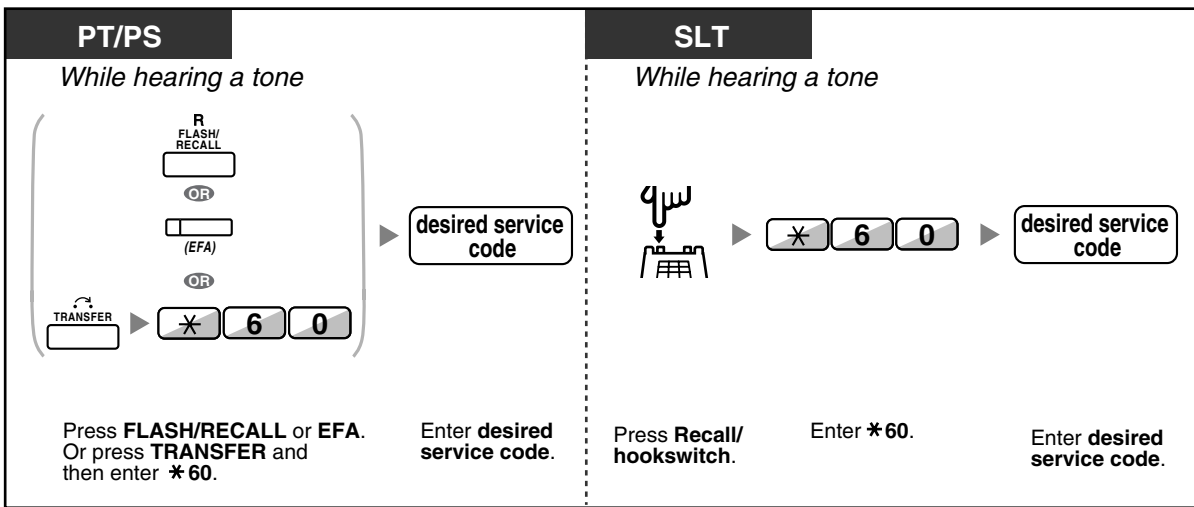 PT/PS
While hearing a tone
R
FLASH/
RECALL
OR
(EFA)
OR
TRANSFER
* 6 0
desired service
code
Press FLASH/RECALL or EFA.
Or press TRANSFER and
then enter *60.
Enter desired
service code.
SLT
While hearing a tone
* 6 0
desired service
code
Press Recall/
hookswitch.
Enter *60.
Enter desired
service code.